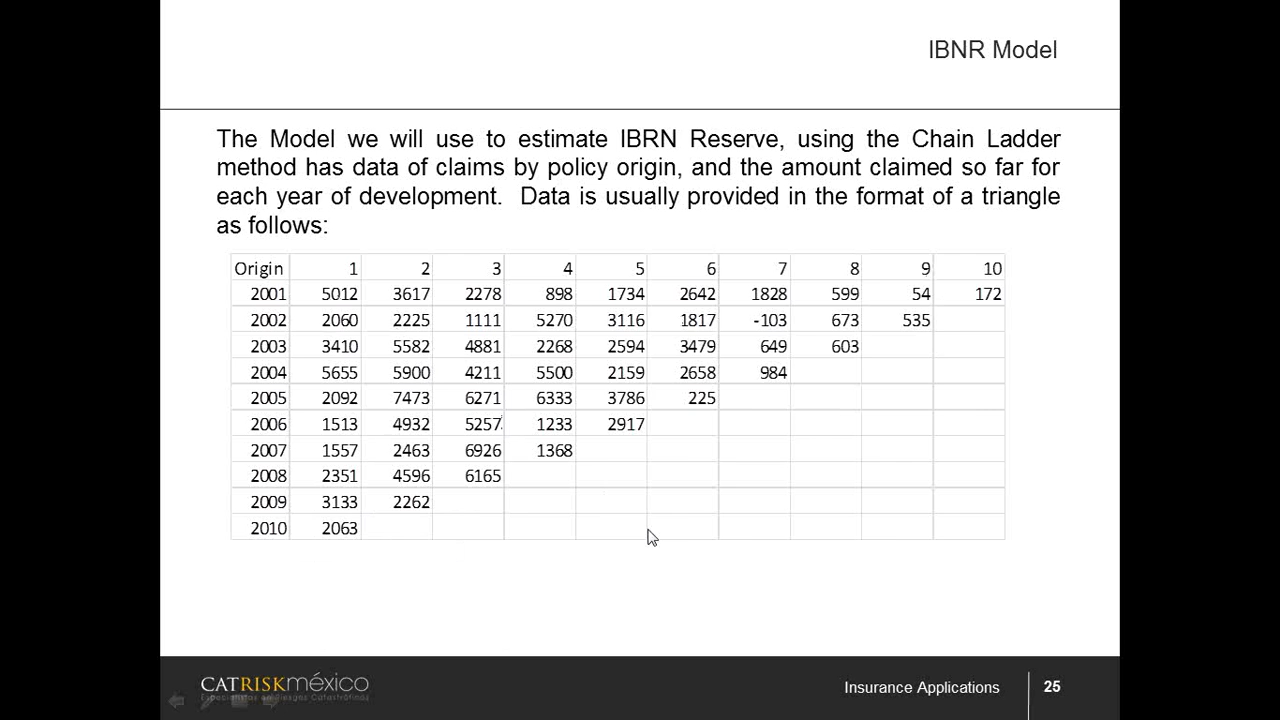 IBNR Model
The Model we will use to estimate IBRN Reserve, using the Chain Ladder
method has data of claims by policy origin, and the amount claimed so far for
each year of development. Data is usually provided in the format of a triangle
as follows:
Origin 1 2 3 4 5 6 7 8 9 10
2001 5012 3617 2278 898 1734 2642 1828 599 54 172
2002 2060 2225 1111 5270 3116 1817 -103 673 535
2003 3410 5582 4881 2268 2594 3479 649 603
2004 5655 5900 4211 5500 2159 2658 984
2005 2092 7473 6271 6333 3786 225
2006 1513 4932 5257 1233 2917
2007 1557 2463 6926 1368
2008 2351 4596 6165
2009 3133 2262
2010 2063
CATRISKméxico
Especialistas en Riesgos Catastróficos
Insurance Applications 25